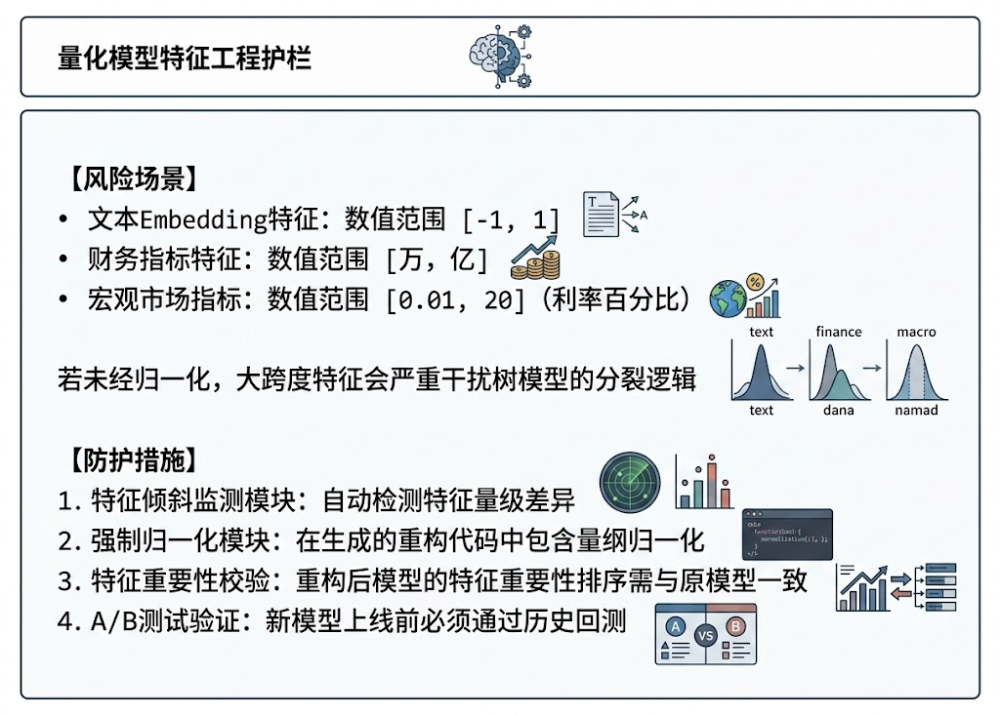 量化模型特征工程护栏
【风险场景】
• 文本Embedding特征：数值范围 [-1, 1]
T
A
• 财务指标特征：数值范围 [万，亿]
• 宏观市场指标：数值范围 [0.01, 20]（利率百分比）
%
text finance macro
若未经归一化，大跨度特征会严重干扰树模型的分裂逻辑
text dana namad
【防护措施】
1. 特征倾斜监测模块：自动检测特征量级差异
2. 强制归一化模块：在生成的重构代码中包含量纲归一化
3. 特征重要性校验：重构后模型的特征重要性排序需与原模型一致
4. A/B测试验证：新模型上线前必须通过历史回测
A VS B